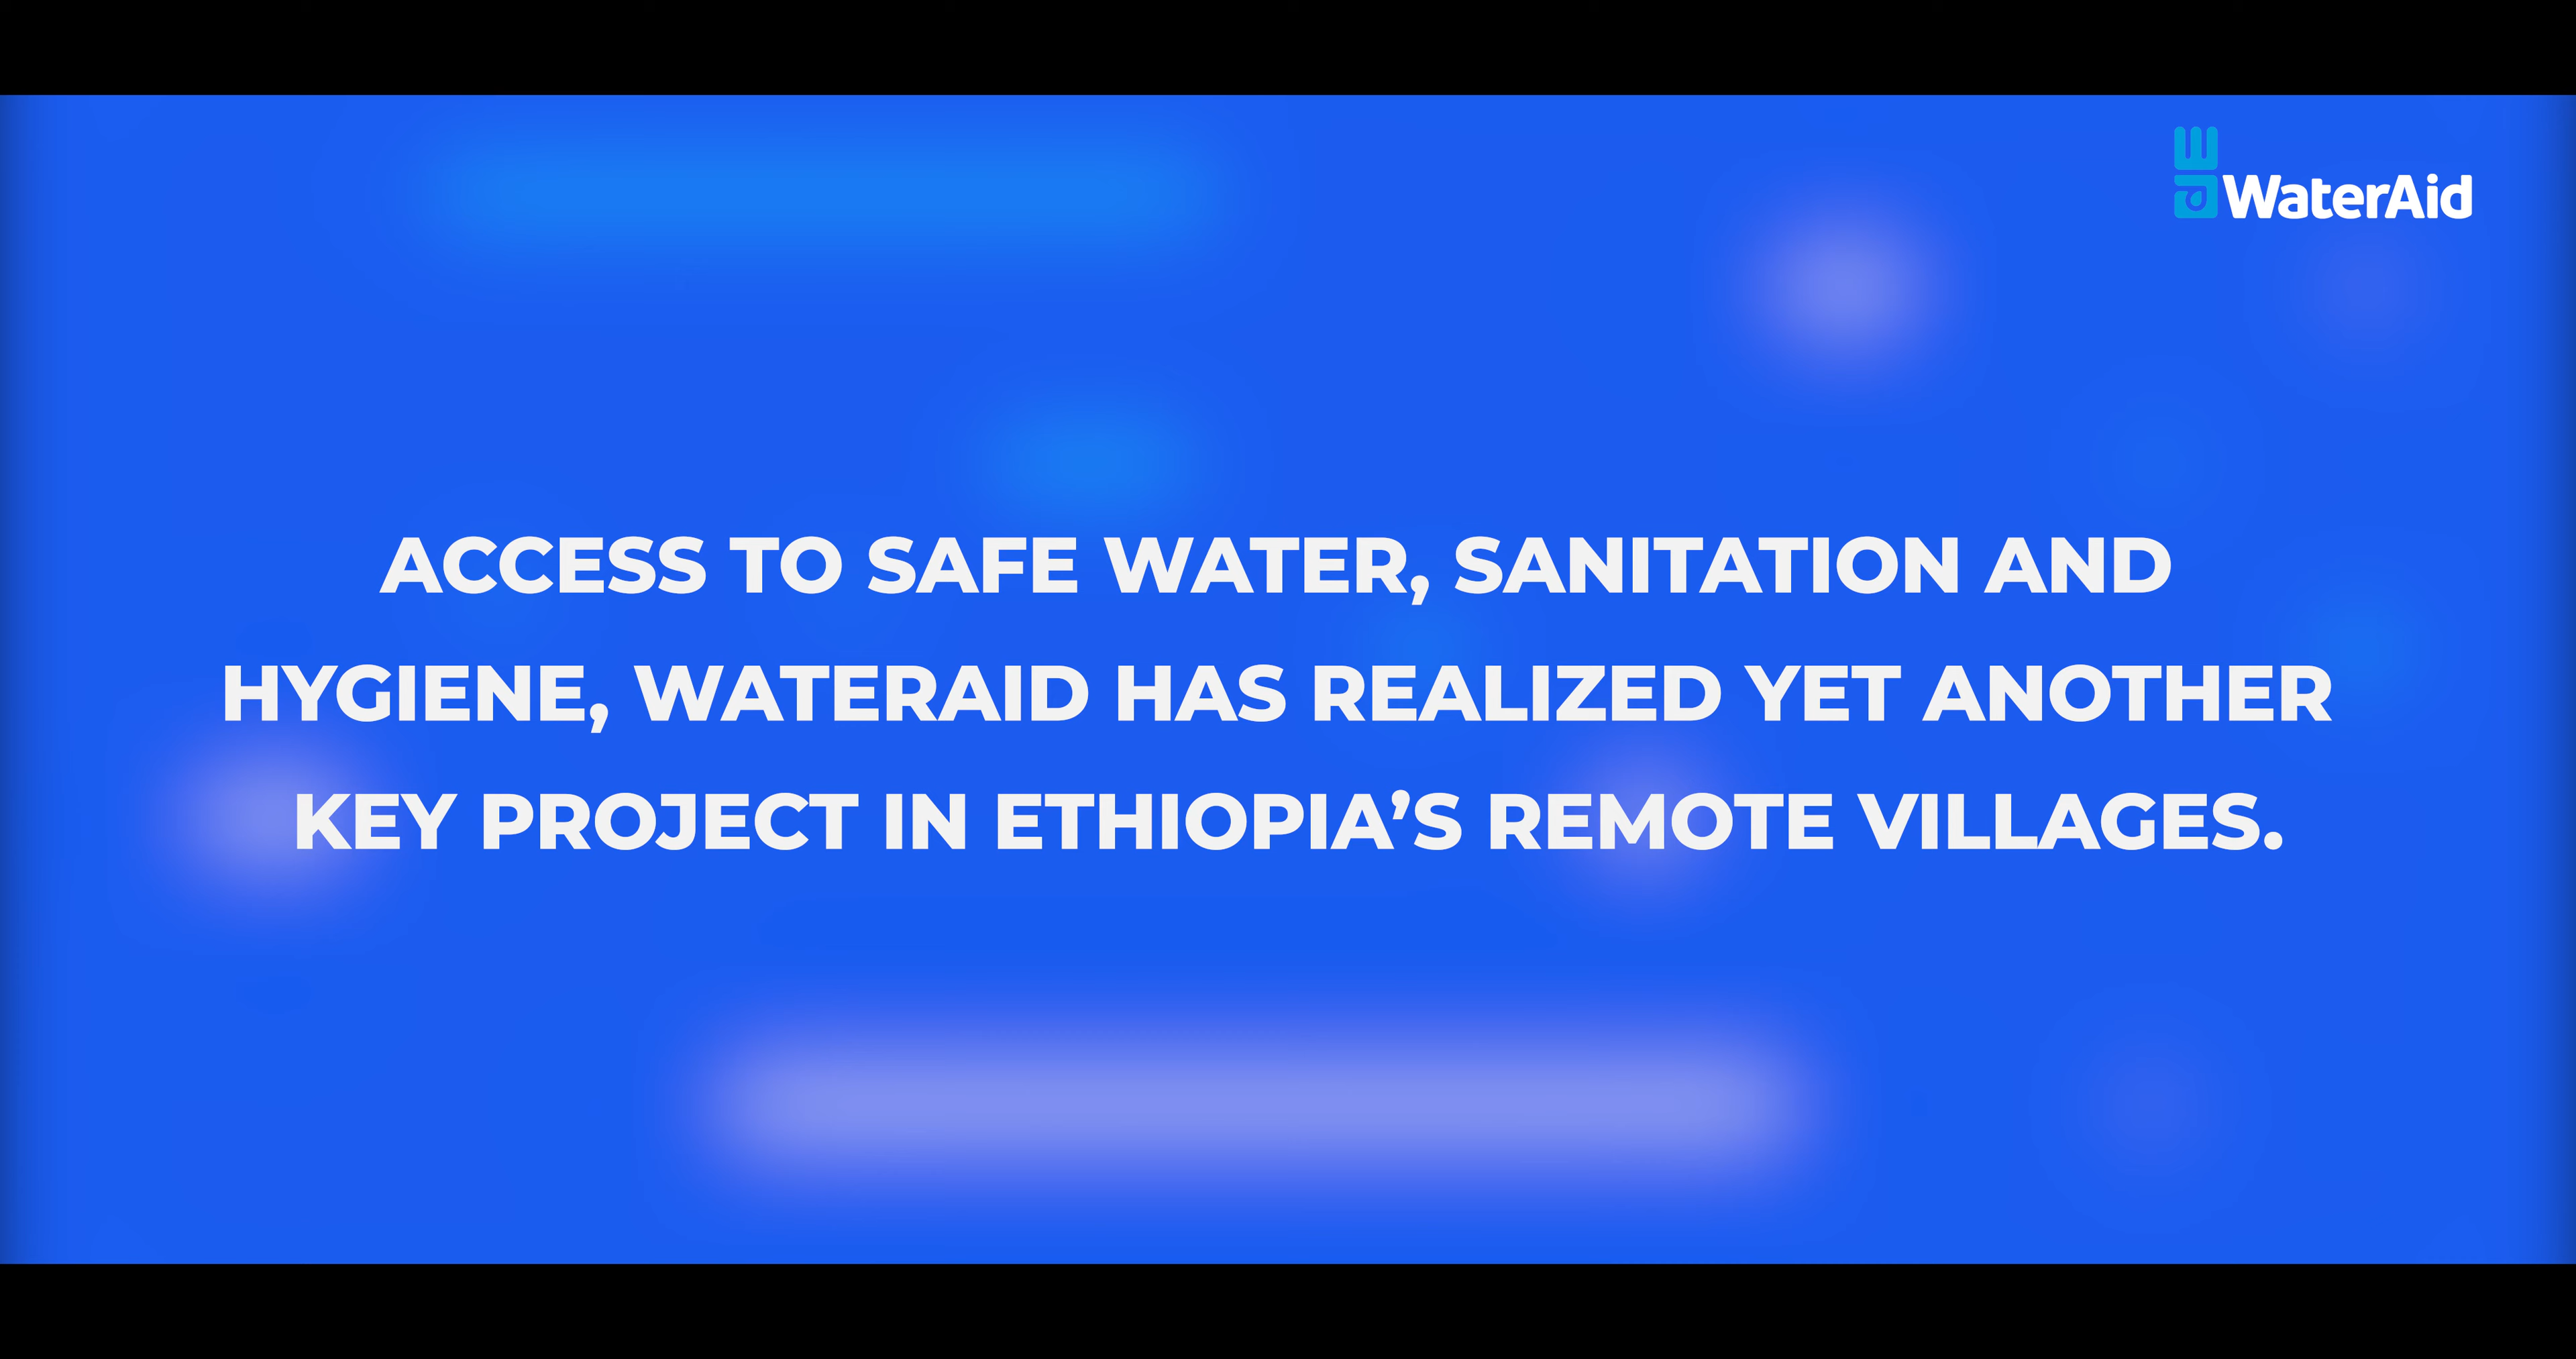 WaterAid
ACCESS TO SAFE WATER, SANITATION AND
HYGIENE, WATERAID HAS REALIZED YET ANOTHER
KEY PROJECT IN ETHIOPIA’S REMOTE VILLAGES.